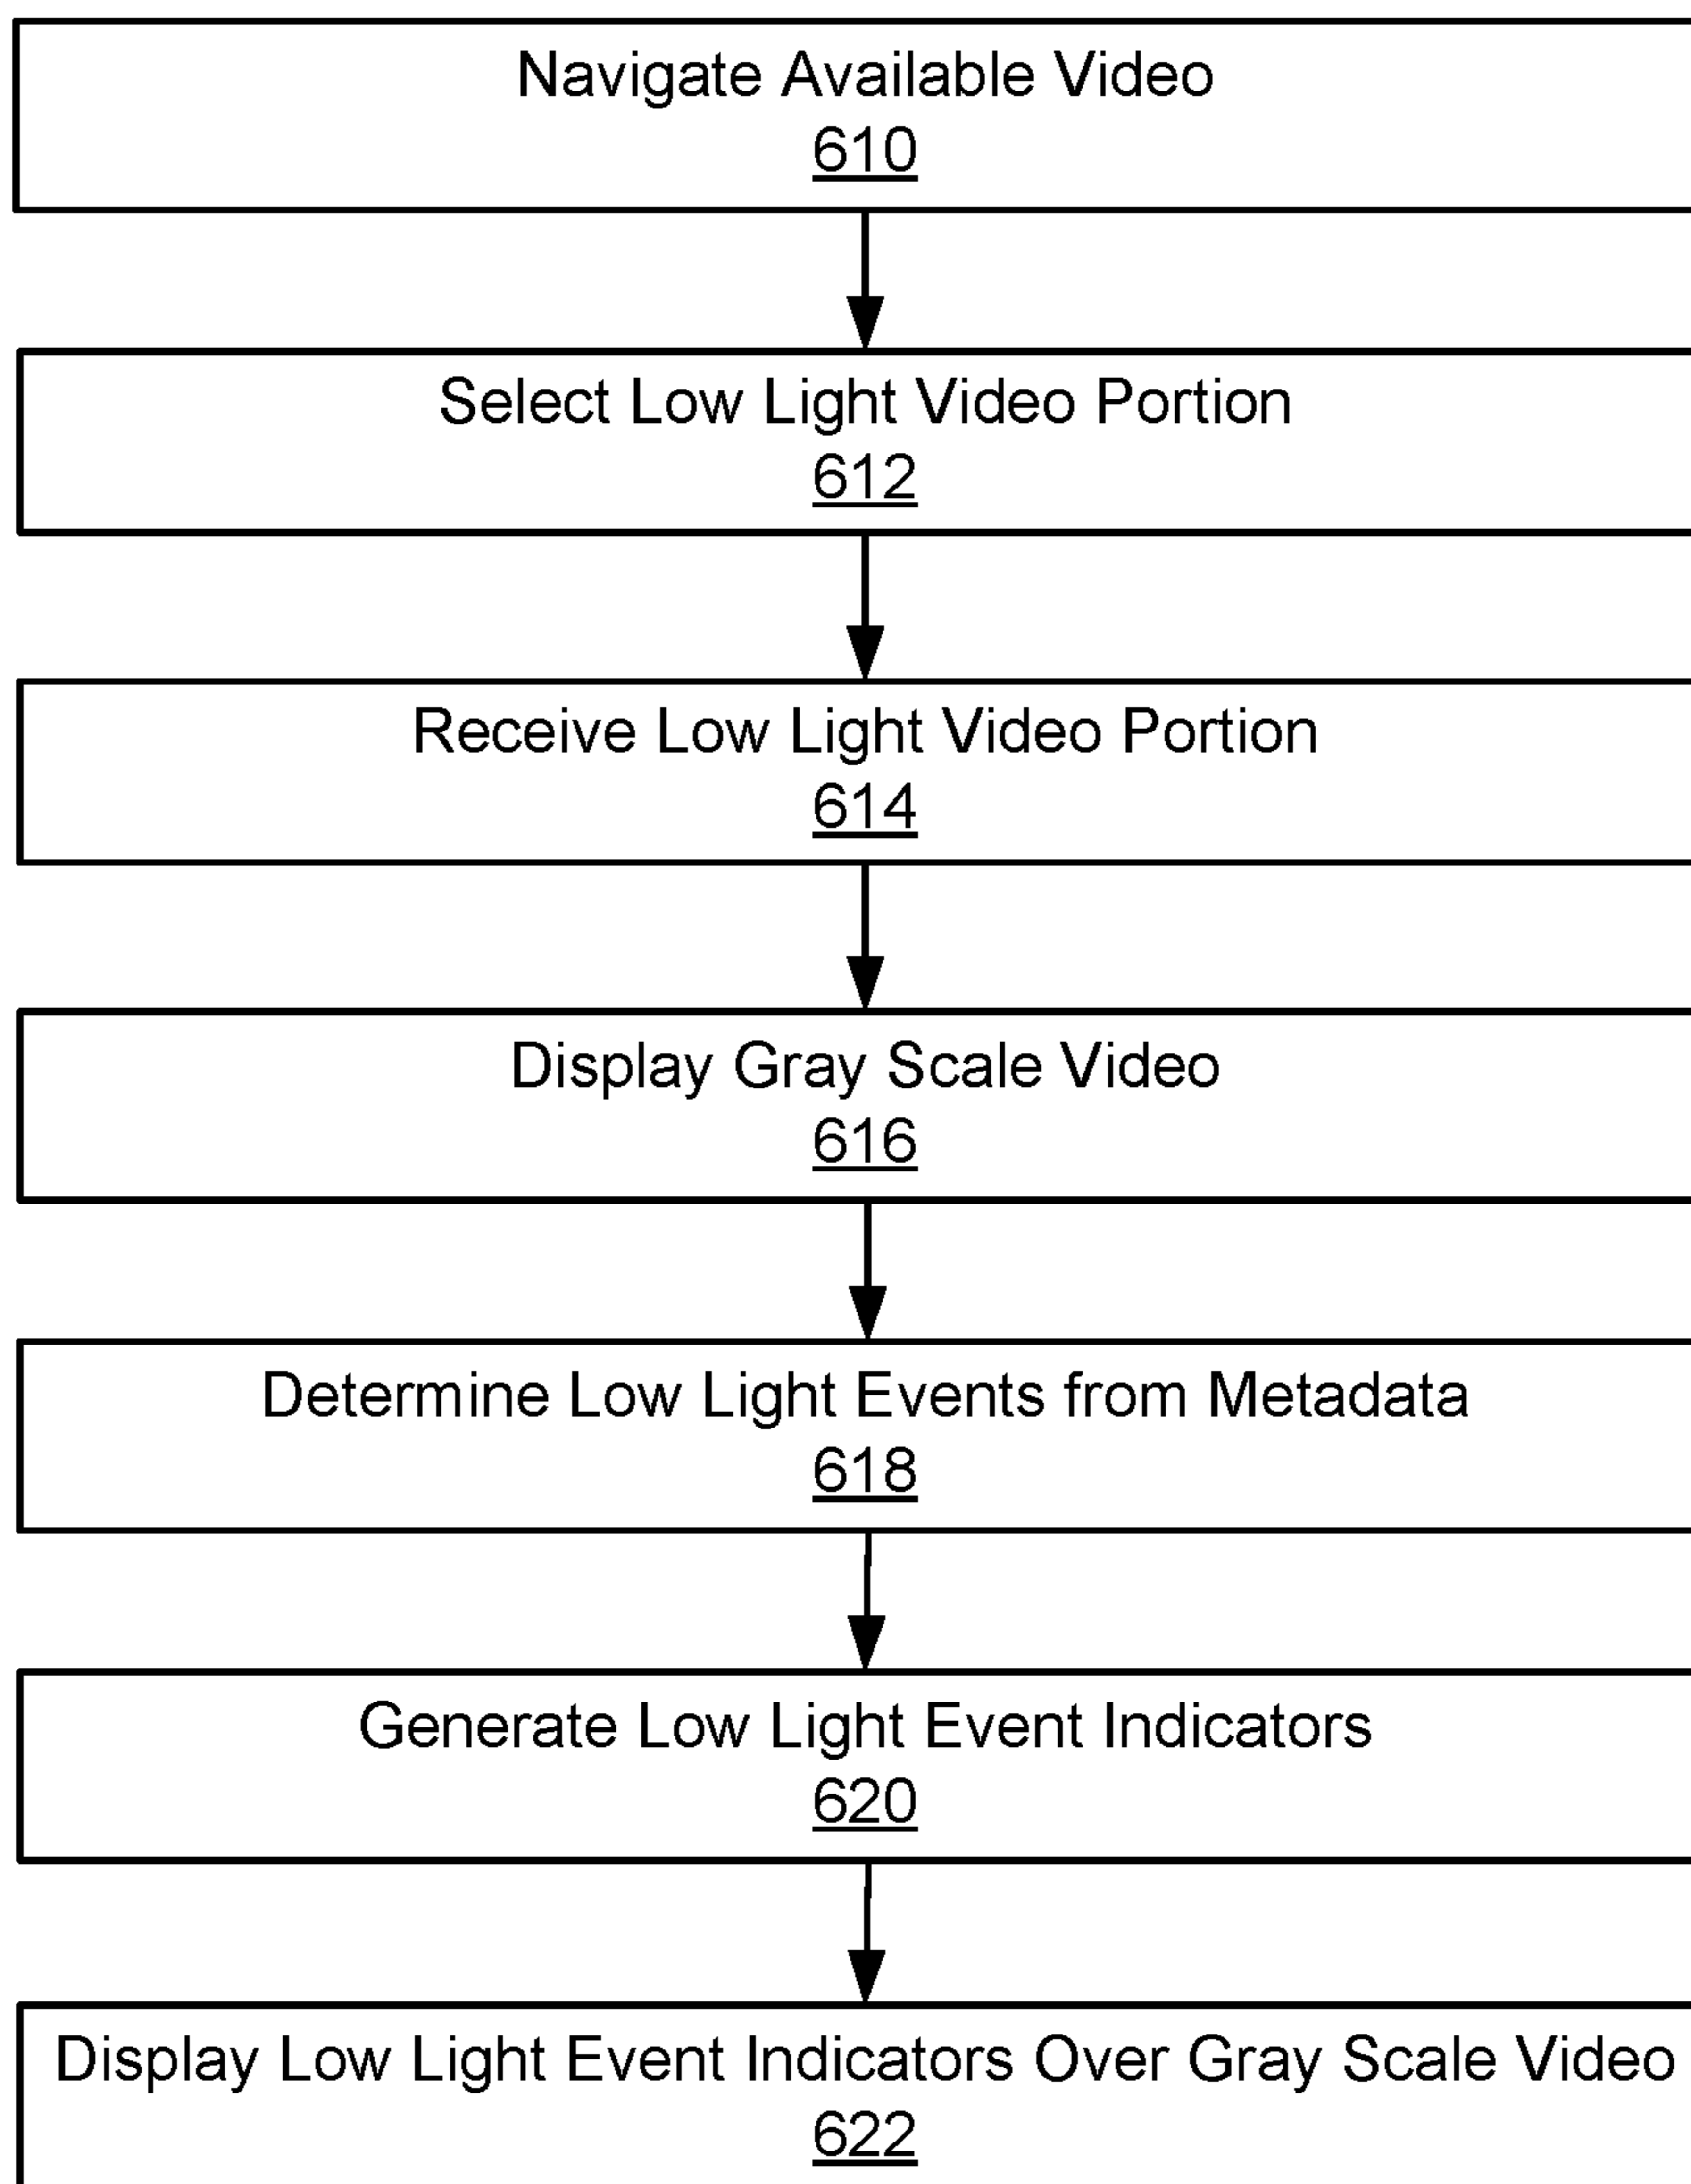 Navigate Available Video
610
Select Low Light Video Portion
612
Receive Low Light Video Portion
614
Display Gray Scale Video
616
Determine Low Light Events from Metadata
618
Generate Low Light Event Indicators
620
Display Low Light Event Indicators Over Gray Scale Video
622